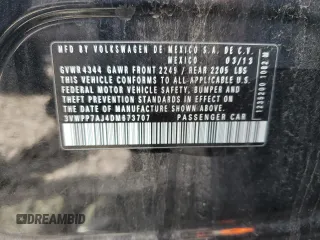 MFD BY VOLKSWAGEN DE MEXICO S.A. DE C.V.
MEXICO 03/13
GVWR 4344 GAWR FRONT 2249 / REAR 2205 LBS
THIS VEHICLE CONFORMS TO ALL APPLICABLE U.S.
FEDERAL MOTOR VEHICLE SAFETY, BUMPER, AND
THEFT PREVENTION STANDARDS IN EFFECT ON THE
DATE OF MANUFACTURE SHOWN ABOVE.
3VWPP7AJ4DM673707 PASSENGER CAR
DREAMBID